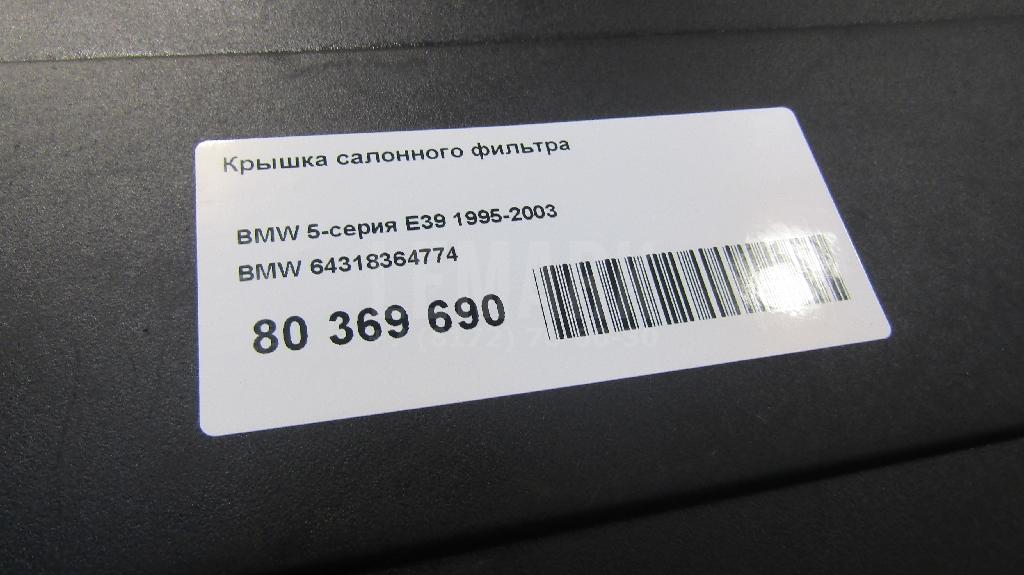 Крышка салонного фильтра
BMW 5-серия E39 1995-2003
BMW 64318364774
80 369 690